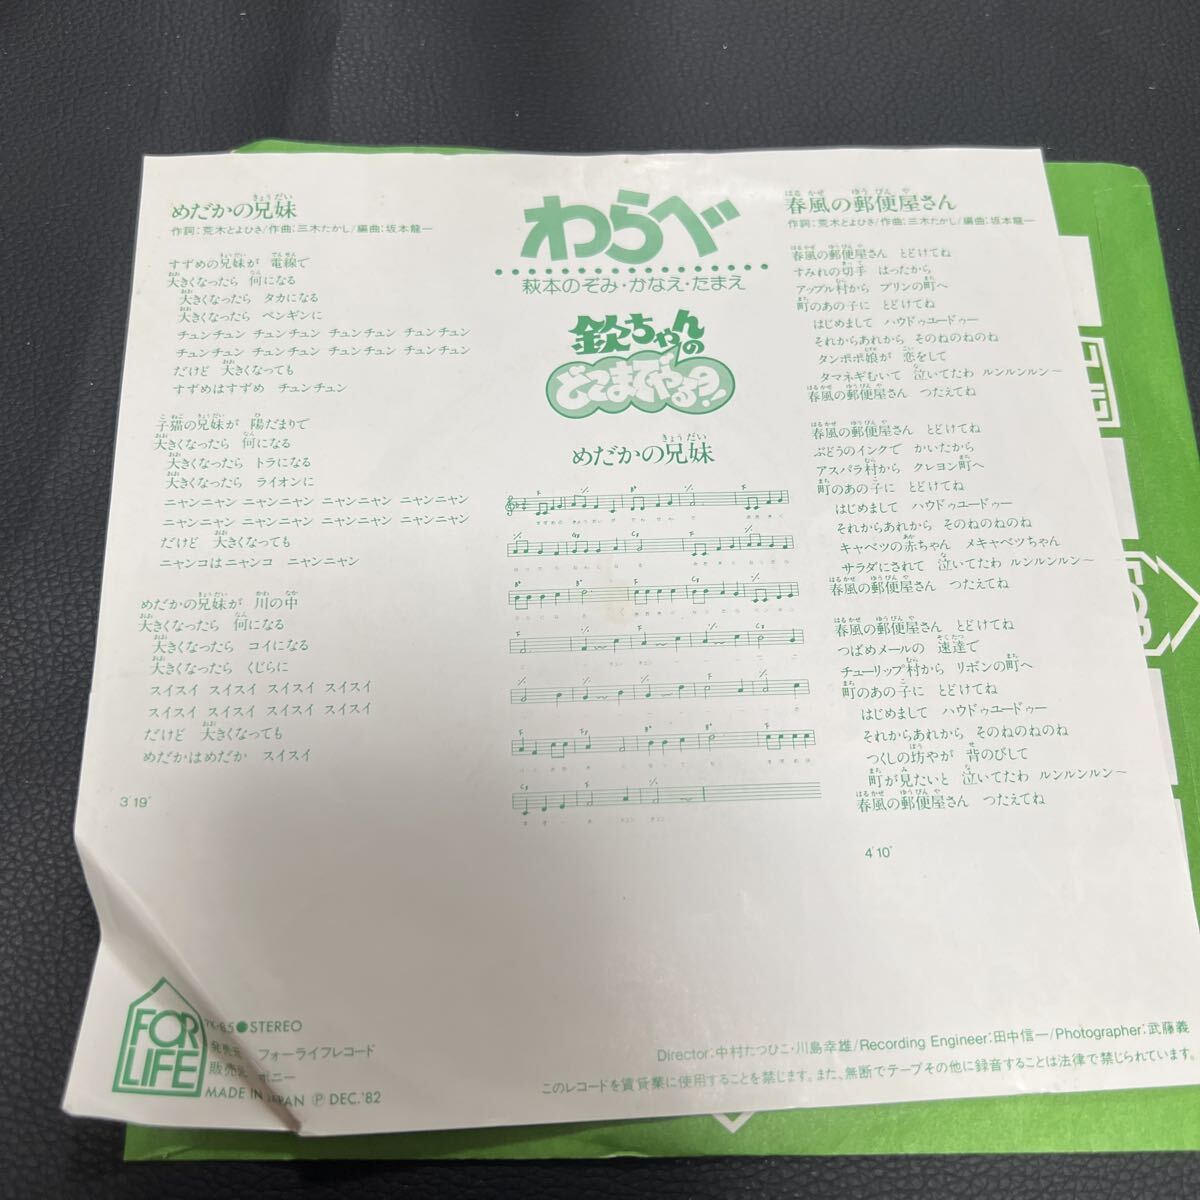 めだかの兄妹
作詞:荒木とよひさ/作曲:三木たかし/編曲:坂本龍一
すずめの兄妹が 電線で
大きくなったら 何になる
大きくなったら タカになる
大きくなったら ペンギンに
チュンチュン チュンチュン チュンチュン チュンチュン
チュンチュン チュンチュン チュンチュン チュンチュン
だけど 大きくなっても
すずめはすずめ チュンチュン
子猫の兄妹が 陽だまりで
大きくなったら 何になる
大きくなったら トラになる
大きくなったら ライオンに
ニャンニャン ニャンニャン ニャンニャン ニャンニャン
ニャンニャン ニャンニャン ニャンニャン ニャンニャン
だけど 大きくなっても
ニャンコはニャンコ ニャンニャン
めだかの兄妹が 川の中
大きくなったら 何になる
大きくなったら コイになる
大きくなったら くじらに
スイスイ スイスイ スイスイ スイスイ
スイスイ スイスイ スイスイ スイスイ
だけど 大きくなっても
めだかはめだか スイスイ
3'19"
わらべ
萩本のぞみ・かなえ・たまえ
欽ちゃんの
どこまでやるの?!
めだかの兄妹
春風の郵便屋さん
作詞:荒木とよひさ/作曲:三木たかし/編曲:坂本龍一
春風の郵便屋さん とどけてね
すみれの切手 はったから
アップル村から プリンの町へ
町のあの子に とどけてね
はじめまして ハウドゥユードゥー
それからあれから そのねのねのね
タンポポ娘が 恋をして
タマネギむいて 泣いてたわ ルンルンルン〜
春風の郵便屋さん つたえてね
春風の郵便屋さん とどけてね
ぶどうのインクで かいたから
アスパラ村から クレヨン町へ
町のあの子に とどけてね
はじめまして ハウドゥユードゥー
それからあれから そのねのねのね
キャベツの赤ちゃん メキャベツちゃん
サラダにされて 泣いてたわ ルンルンルン〜
春風の郵便屋さん つたえてね
春風の郵便屋さん とどけてね
つばめメールの 速達で
チューリップ村から リボンの町へ
町のあの子に とどけてね
はじめまして ハウドゥユードゥー
それからあれから そのねのねのね
つくしの坊やが 背のびして
町が見たいと 泣いてたわ ルンルンルン〜
春風の郵便屋さん つたえてね
4'10"
FOR LIFE
7K-85●STEREO
発売元 フォーライフレコード
販売元 ポニー
MADE IN JAPAN Ⓟ DEC.'82
Director:中村たつひこ・川島幸雄/Recording Engineer:田中信一/Photographer:武藤義
このレコードを賃貸業に使用することを禁じます。また、無断でテープその他に録音することは法律で禁じられています。